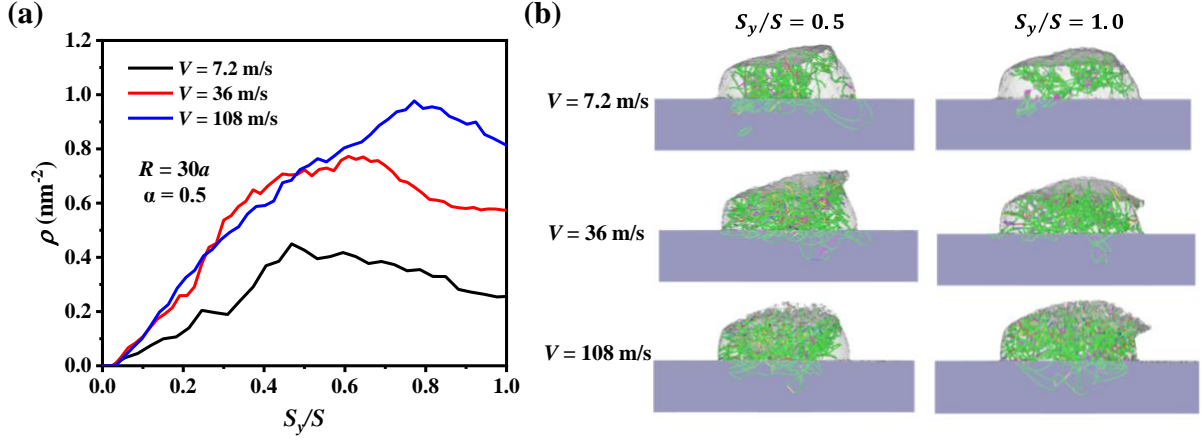 (a)
1.2
1.0
0.8
0.6
0.4
0.2
0.0
ρ (nm⁻²)
V = 7.2 m/s
V = 36 m/s
V = 108 m/s
R = 30a
α = 0.5
0.0 0.2 0.4 0.6 0.8 1.0
Sy/S
(b)
Sy/S = 0.5 Sy/S = 1.0
V = 7.2 m/s
V = 36 m/s
V = 108 m/s